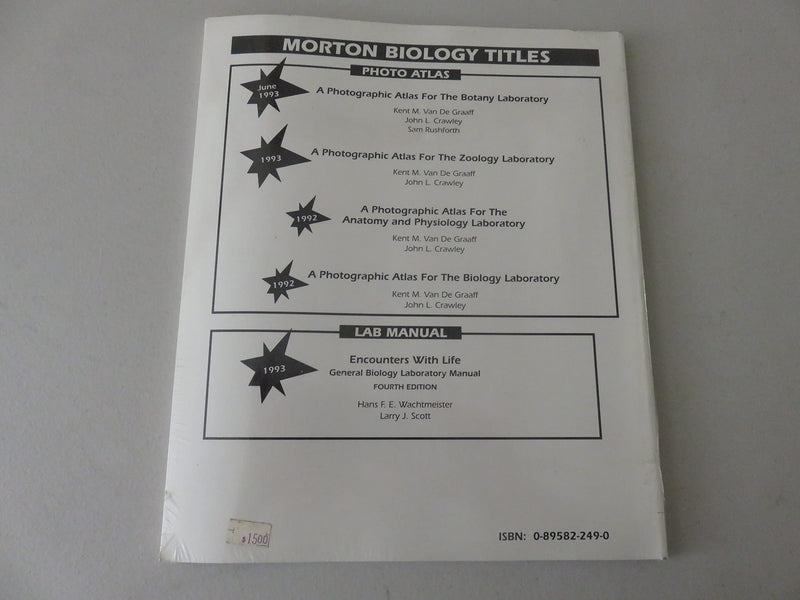 MORTON BIOLOGY TITLES
PHOTO ATLAS
June
1993
A Photographic Atlas For The Botany Laboratory
Kent M. Van De Graaff
John L. Crawley
Sam Rushforth
1993
A Photographic Atlas For The Zoology Laboratory
Kent M. Van De Graaff
John L. Crawley
1992
A Photographic Atlas For The
Anatomy and Physiology Laboratory
Kent M. Van De Graaff
John L. Crawley
1992
A Photographic Atlas For The Biology Laboratory
Kent M. Van De Graaff
John L. Crawley
LAB MANUAL
1993
Encounters With Life
General Biology Laboratory Manual
FOURTH EDITION
Hans F. E. Wachtmeister
Larry J. Scott
$1500
ISBN: 0-89582-249-0